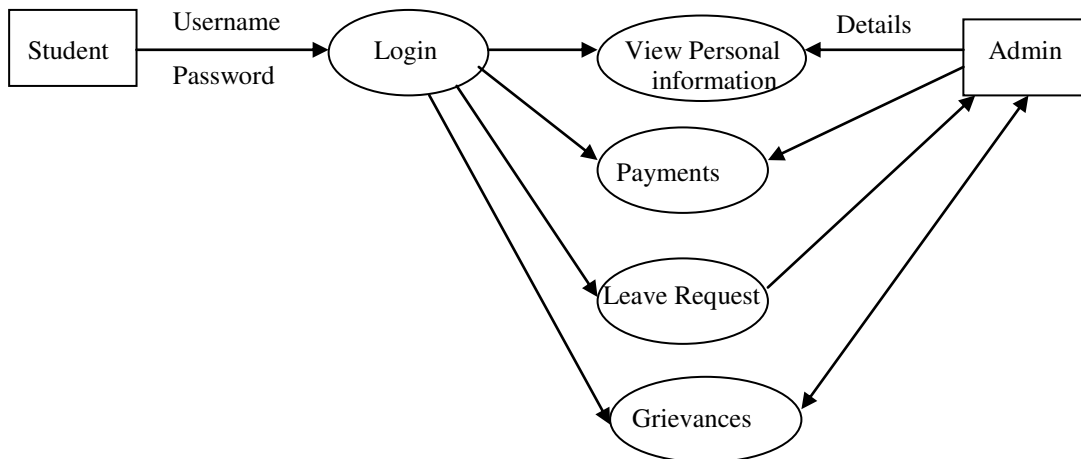 Student
Username
Password
Login
View Personal
information
Details
Admin
Payments
Leave Request
Grievances